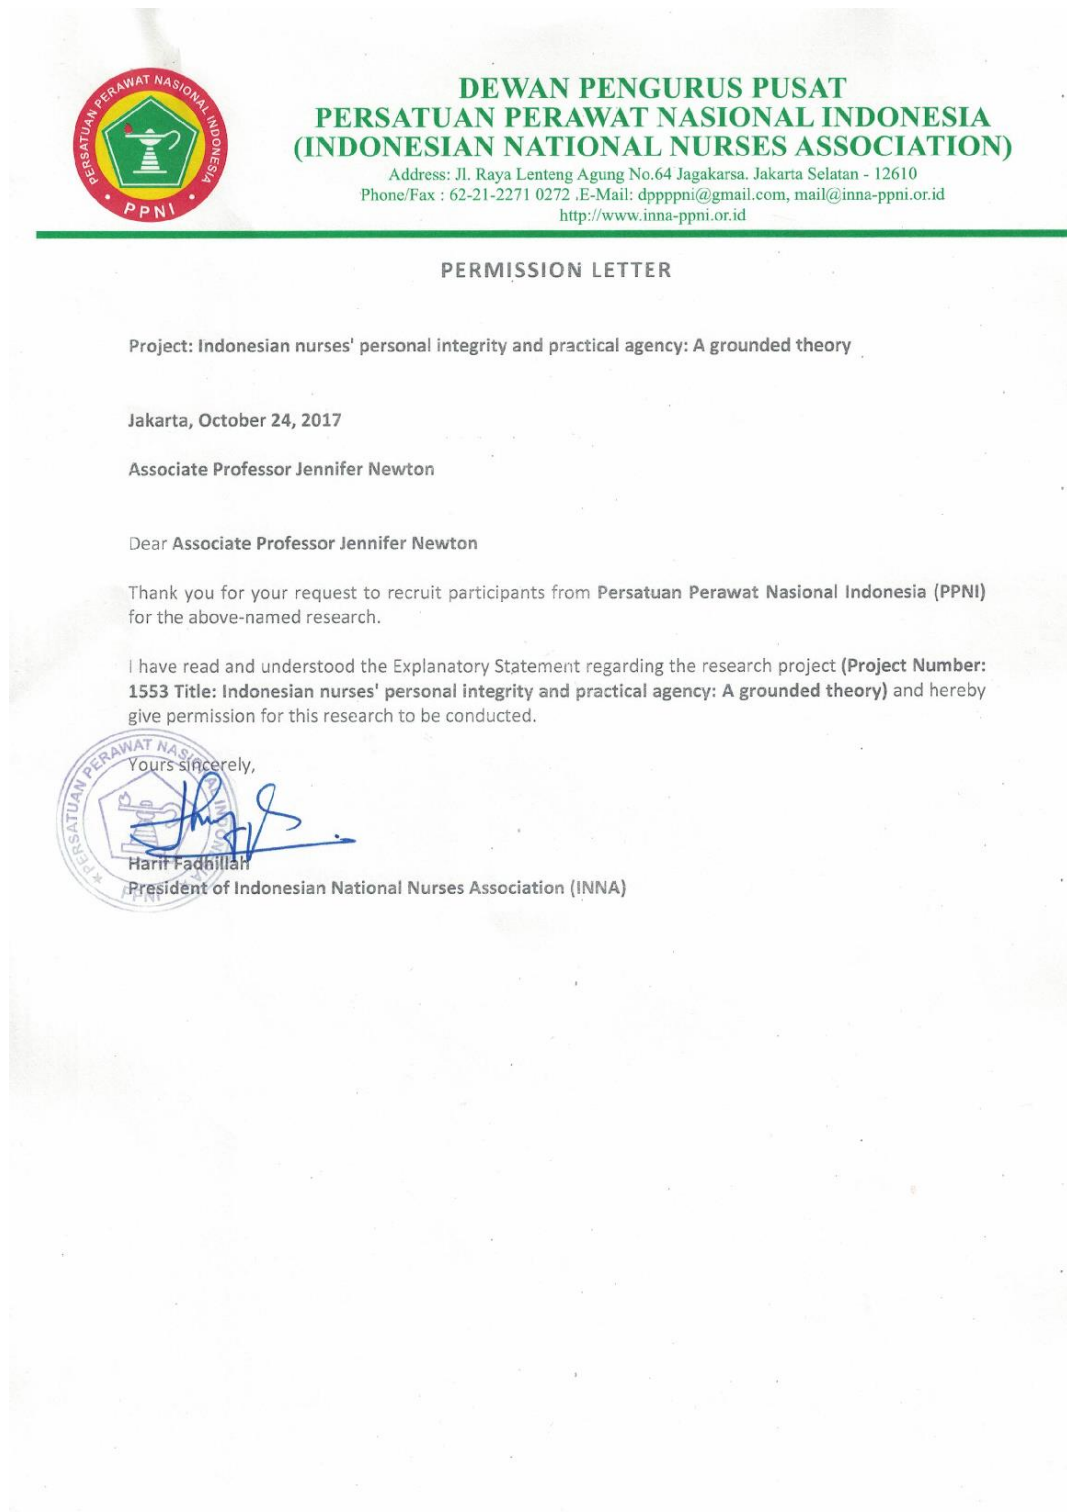 PERSATUAN PERAWAT NASIONAL INDONESIA
• PPNI •
DEWAN PENGURUS PUSAT
PERSATUAN PERAWAT NASIONAL INDONESIA
(INDONESIAN NATIONAL NURSES ASSOCIATION)
Address: Jl. Raya Lenteng Agung No.64 Jagakarsa. Jakarta Selatan - 12610
Phone/Fax : 62-21-2271 0272 .E-Mail: dppppni@gmail.com, mail@inna-ppni.or.id
http://www.inna-ppni.or.id
PERMISSION LETTER
Project: Indonesian nurses' personal integrity and practical agency: A grounded theory
Jakarta, October 24, 2017
Associate Professor Jennifer Newton
Dear Associate Professor Jennifer Newton
Thank you for your request to recruit participants from Persatuan Perawat Nasional Indonesia (PPNI)
for the above-named research.
I have read and understood the Explanatory Statement regarding the research project (Project Number:
1553 Title: Indonesian nurses' personal integrity and practical agency: A grounded theory) and hereby
give permission for this research to be conducted.
Yours sincerely,
PERSATUAN PERAWAT NASIONAL INDONESIA
PPNI
Harif Fadhillah
President of Indonesian National Nurses Association (INNA)